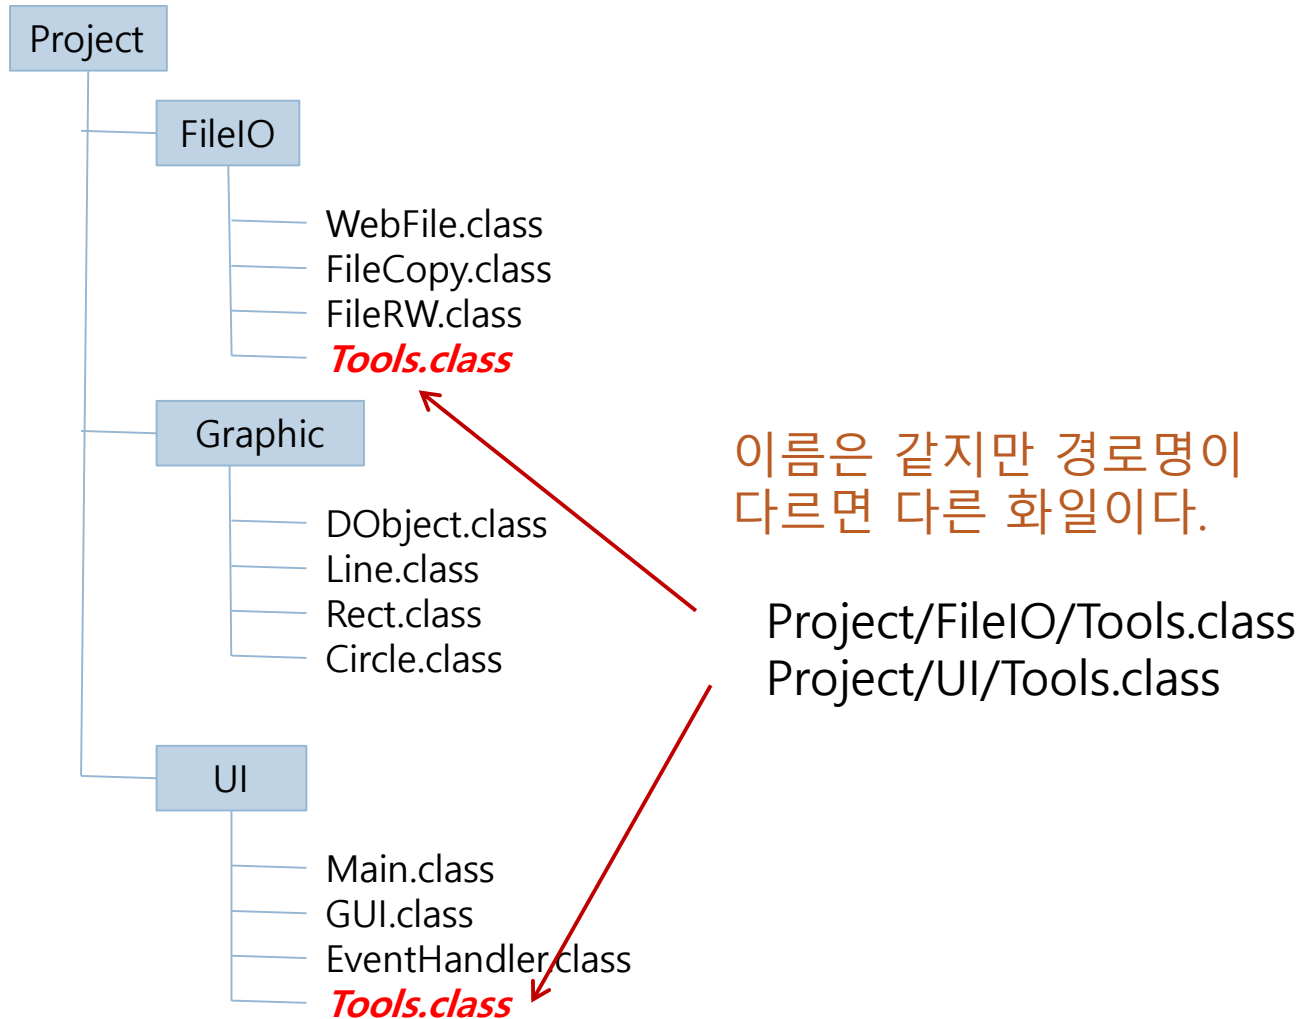 Project
FileIO
WebFile.class
FileCopy.class
FileRW.class
Tools.class
Graphic
DObject.class
Line.class
Rect.class
Circle.class
UI
Main.class
GUI.class
EventHandler.class
Tools.class
이름은 같지만 경로명이
다르면 다른 화일이다.
Project/FileIO/Tools.class
Project/UI/Tools.class